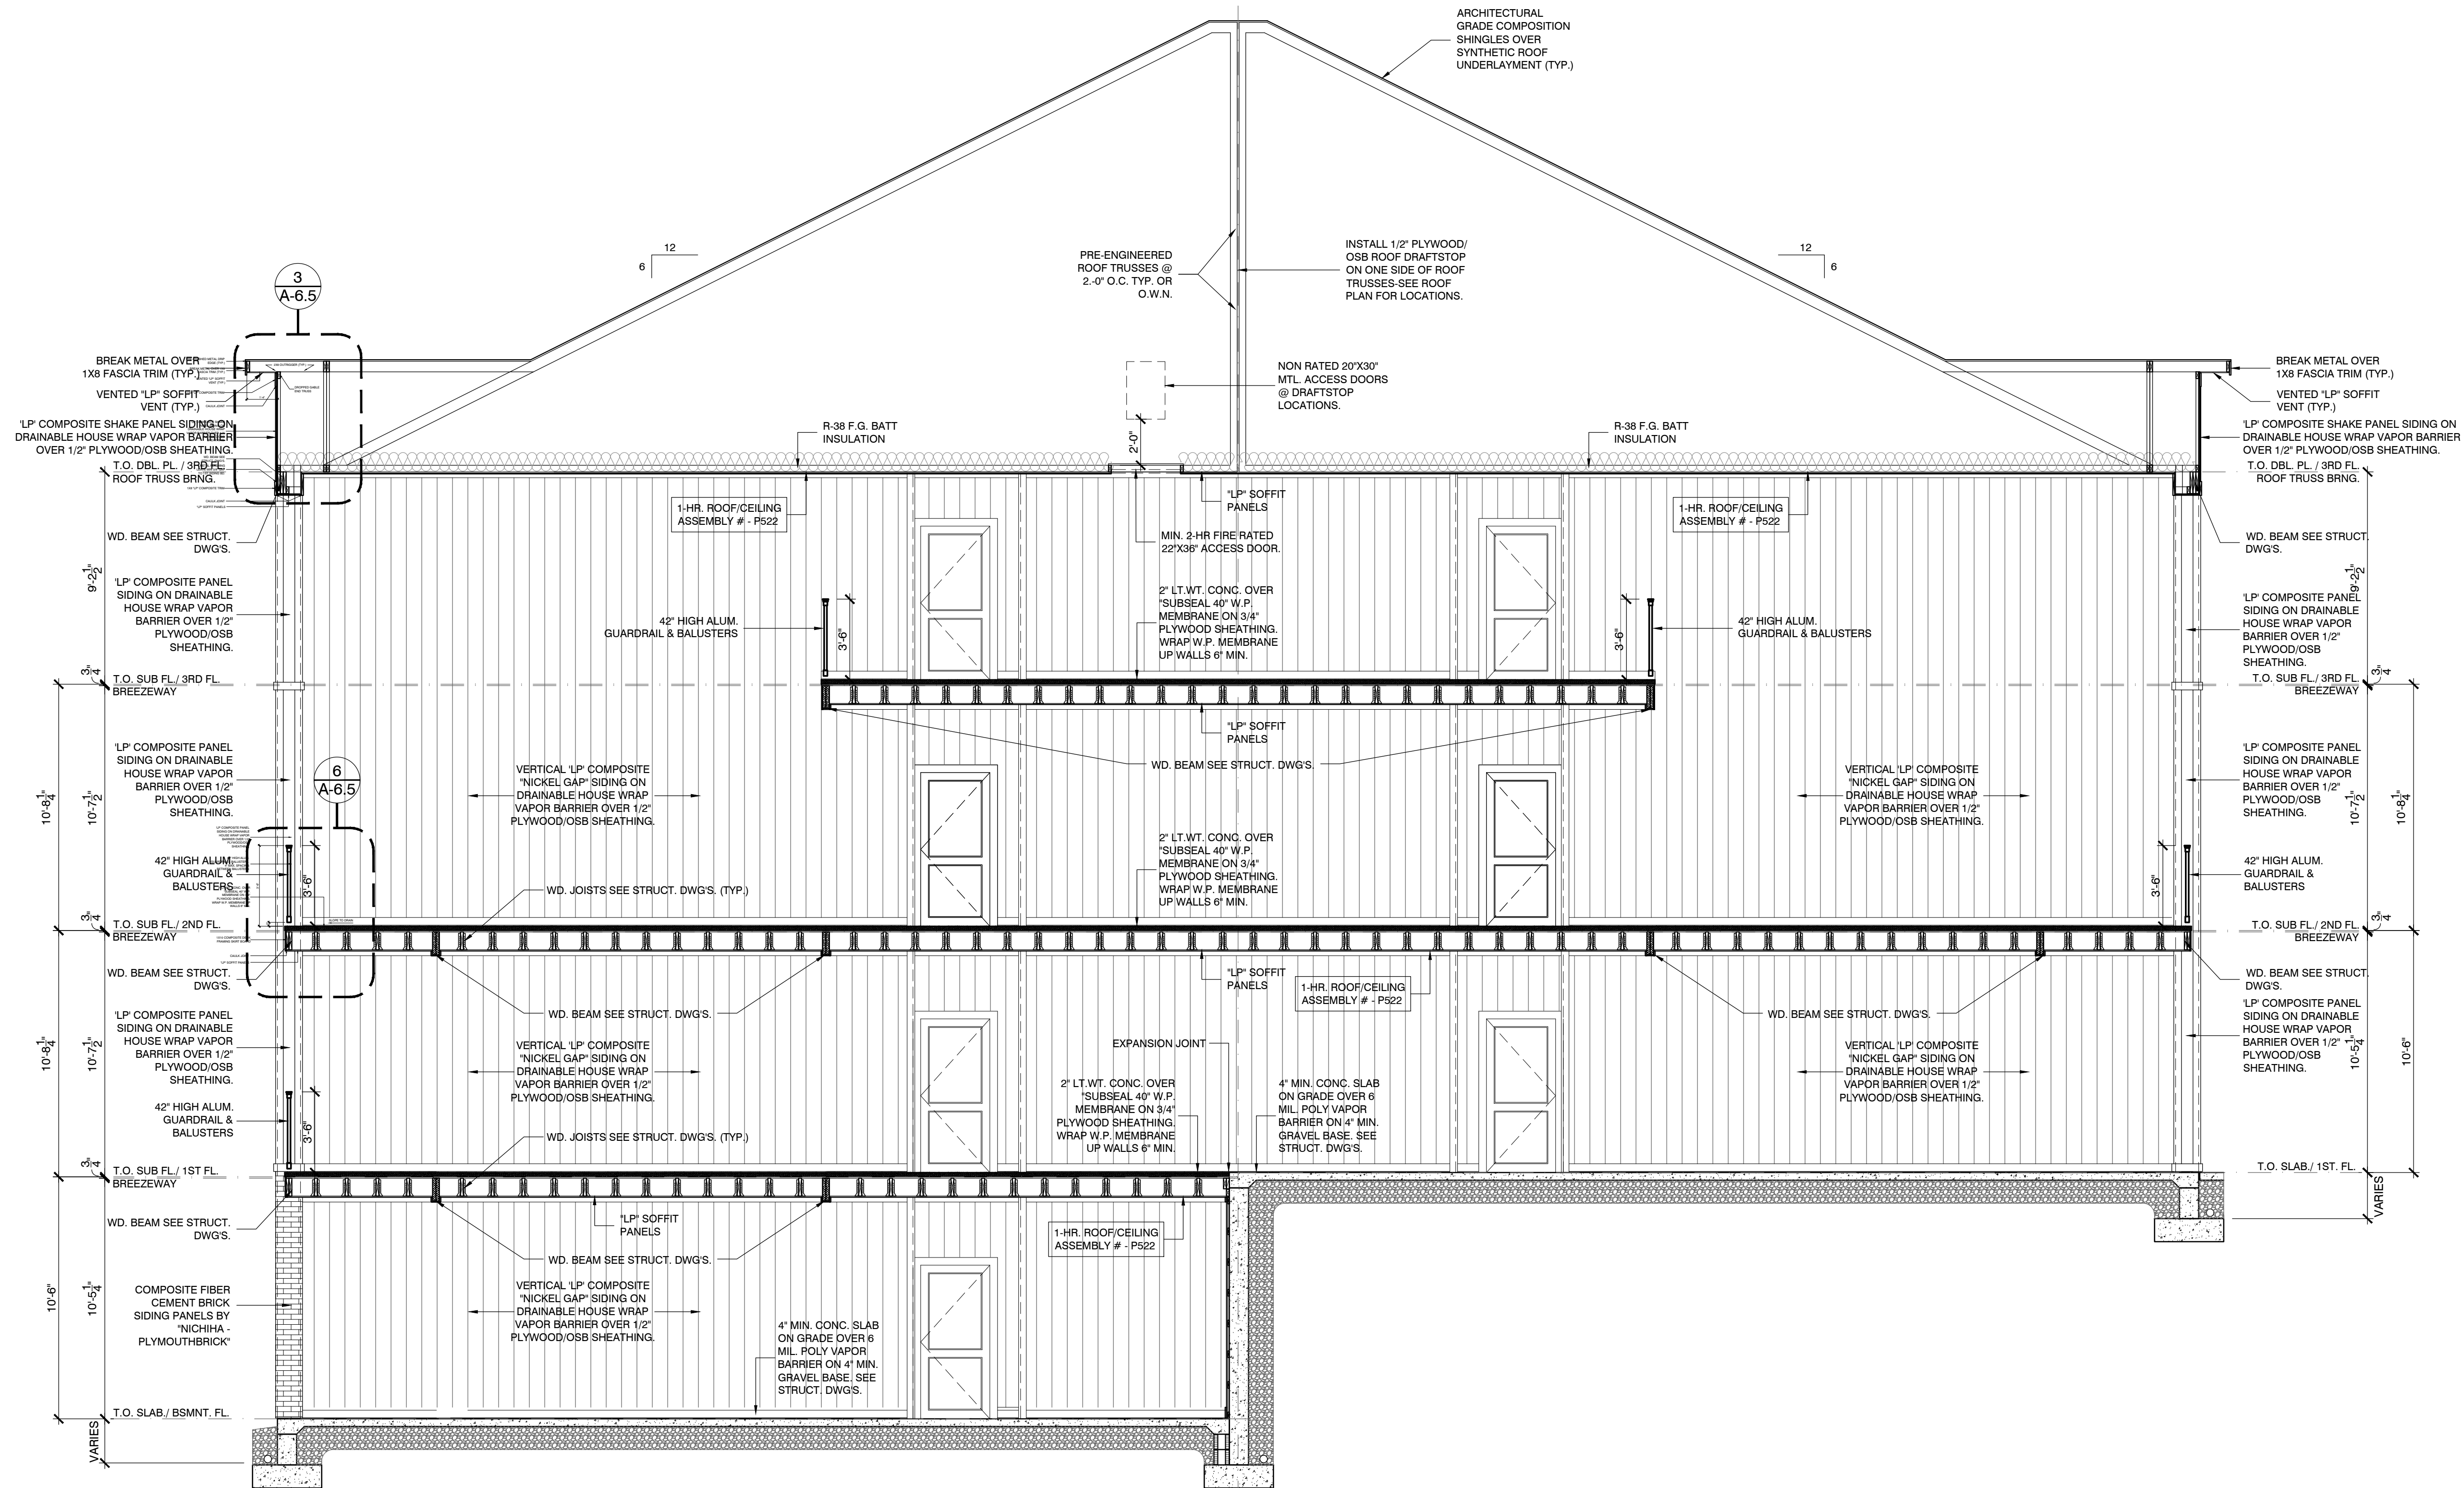 ARCHITECTURAL
GRADE COMPOSITION
SHINGLES OVER
SYNTHETIC ROOF
UNDERLAYMENT (TYP.)
12
6
PRE-ENGINEERED
ROOF TRUSSES @
2.-0" O.C. TYP. OR
O.W.N.
INSTALL 1/2" PLYWOOD/
OSB ROOF DRAFTSTOP
ON ONE SIDE OF ROOF
TRUSSES-SEE ROOF
PLAN FOR LOCATIONS.
12
6
3
A-6.5
BREAK METAL OVER
1X8 FASCIA TRIM (TYP.)
VENTED "LP" SOFFIT
VENT (TYP.)
'LP' COMPOSITE SHAKE PANEL SIDING ON
DRAINABLE HOUSE WRAP VAPOR BARRIER
OVER 1/2" PLYWOOD/OSB SHEATHING.
T.O. DBL. PL. / 3RD FL.
ROOF TRUSS BRNG.
NON RATED 20"X30"
MTL. ACCESS DOORS
@ DRAFTSTOP
LOCATIONS.
2'-0"
R-38 F.G. BATT
INSULATION
R-38 F.G. BATT
INSULATION
BREAK METAL OVER
1X8 FASCIA TRIM (TYP.)
VENTED "LP" SOFFIT
VENT (TYP.)
'LP' COMPOSITE SHAKE PANEL SIDING ON
DRAINABLE HOUSE WRAP VAPOR BARRIER
OVER 1/2" PLYWOOD/OSB SHEATHING.
T.O. DBL. PL. / 3RD FL.
ROOF TRUSS BRNG.
CAULK JOINT
"LP" SOFFIT PANELS
WD. BEAM SEE STRUCT.
DWG'S.
9'-2 1/2"
'LP' COMPOSITE PANEL
SIDING ON DRAINABLE
HOUSE WRAP VAPOR
BARRIER OVER 1/2"
PLYWOOD/OSB
SHEATHING.
3/4"
T.O. SUB FL./ 3RD FL.
BREEZEWAY
1-HR. ROOF/CEILING
ASSEMBLY # - P522
"LP" SOFFIT
PANELS
MIN. 2-HR FIRE RATED
22"X36" ACCESS DOOR.
1-HR. ROOF/CEILING
ASSEMBLY # - P522
2" LT.WT. CONC. OVER
"SUBSEAL 40" W.P.
MEMBRANE ON 3/4"
PLYWOOD SHEATHING.
WRAP W.P. MEMBRANE
UP WALLS 6" MIN.
42" HIGH ALUM.
GUARDRAIL & BALUSTERS
3'-6"
3'-6"
42" HIGH ALUM.
GUARDRAIL & BALUSTERS
WD. BEAM SEE STRUCT.
DWG'S.
9'-2 1/2"
'LP' COMPOSITE PANEL
SIDING ON DRAINABLE
HOUSE WRAP VAPOR
BARRIER OVER 1/2"
PLYWOOD/OSB
SHEATHING.
3/4"
T.O. SUB FL./ 3RD FL.
BREEZEWAY
"LP" SOFFIT
PANELS
WD. BEAM SEE STRUCT. DWG'S.
10'-8 1/4"
10'-7 1/2"
'LP' COMPOSITE PANEL
SIDING ON DRAINABLE
HOUSE WRAP VAPOR
BARRIER OVER 1/2"
PLYWOOD/OSB
SHEATHING.
6
A-6.5
VERTICAL 'LP' COMPOSITE
"NICKEL GAP" SIDING ON
DRAINABLE HOUSE WRAP
VAPOR BARRIER OVER 1/2"
PLYWOOD/OSB SHEATHING.
VERTICAL 'LP' COMPOSITE
"NICKEL GAP" SIDING ON
DRAINABLE HOUSE WRAP
VAPOR BARRIER OVER 1/2"
PLYWOOD/OSB SHEATHING.
'LP' COMPOSITE PANEL
SIDING ON DRAINABLE
HOUSE WRAP VAPOR
BARRIER OVER 1/2"
PLYWOOD/OSB
SHEATHING.
10'-7 1/2"
10'-8 1/4"
42" HIGH ALUM.
GUARDRAIL &
BALUSTERS
3'-6"
WD. JOISTS SEE STRUCT. DWG'S. (TYP.)
2" LT.WT. CONC. OVER
"SUBSEAL 40" W.P.
MEMBRANE ON 3/4"
PLYWOOD SHEATHING.
WRAP W.P. MEMBRANE
UP WALLS 6" MIN.
3'-6"
42" HIGH ALUM.
GUARDRAIL &
BALUSTERS
3/4"
T.O. SUB FL./ 2ND FL.
BREEZEWAY
3/4"
T.O. SUB FL./ 2ND FL.
BREEZEWAY
WD. BEAM SEE STRUCT.
DWG'S.
WD. BEAM SEE STRUCT. DWG'S.
"LP" SOFFIT
PANELS
1-HR. ROOF/CEILING
ASSEMBLY # - P522
WD. BEAM SEE STRUCT. DWG'S.
WD. BEAM SEE STRUCT.
DWG'S.
10'-8 1/4"
10'-7 1/2"
'LP' COMPOSITE PANEL
SIDING ON DRAINABLE
HOUSE WRAP VAPOR
BARRIER OVER 1/2"
PLYWOOD/OSB
SHEATHING.
VERTICAL 'LP' COMPOSITE
"NICKEL GAP" SIDING ON
DRAINABLE HOUSE WRAP
VAPOR BARRIER OVER 1/2"
PLYWOOD/OSB SHEATHING.
EXPANSION JOINT
2" LT.WT. CONC. OVER
"SUBSEAL 40" W.P.
MEMBRANE ON 3/4"
PLYWOOD SHEATHING.
WRAP W.P. MEMBRANE
UP WALLS 6" MIN.
4" MIN. CONC. SLAB
ON GRADE OVER 6
MIL. POLY VAPOR
BARRIER ON 4" MIN.
GRAVEL BASE. SEE
STRUCT. DWG'S.
VERTICAL 'LP' COMPOSITE
"NICKEL GAP" SIDING ON
DRAINABLE HOUSE WRAP
VAPOR BARRIER OVER 1/2"
PLYWOOD/OSB SHEATHING.
'LP' COMPOSITE PANEL
SIDING ON DRAINABLE
HOUSE WRAP VAPOR
BARRIER OVER 1/2"
PLYWOOD/OSB
SHEATHING.
10'-5 1/4"
10'-6"
42" HIGH ALUM.
GUARDRAIL &
BALUSTERS
3'-6"
WD. JOISTS SEE STRUCT. DWG'S. (TYP.)
3/4"
T.O. SUB FL./ 1ST FL.
BREEZEWAY
T.O. SLAB./ 1ST. FL.
VARIES
WD. BEAM SEE STRUCT.
DWG'S.
"LP" SOFFIT
PANELS
WD. BEAM SEE STRUCT. DWG'S.
1-HR. ROOF/CEILING
ASSEMBLY # - P522
10'-6"
10'-5 1/4"
COMPOSITE FIBER
CEMENT BRICK
SIDING PANELS BY
"NICHIHA -
PLYMOUTHBRICK"
VERTICAL 'LP' COMPOSITE
"NICKEL GAP" SIDING ON
DRAINABLE HOUSE WRAP
VAPOR BARRIER OVER 1/2"
PLYWOOD/OSB SHEATHING.
4" MIN. CONC. SLAB
ON GRADE OVER 6
MIL. POLY VAPOR
BARRIER ON 4" MIN.
GRAVEL BASE. SEE
STRUCT. DWG'S.
T.O. SLAB./ BSMNT. FL.
VARIES